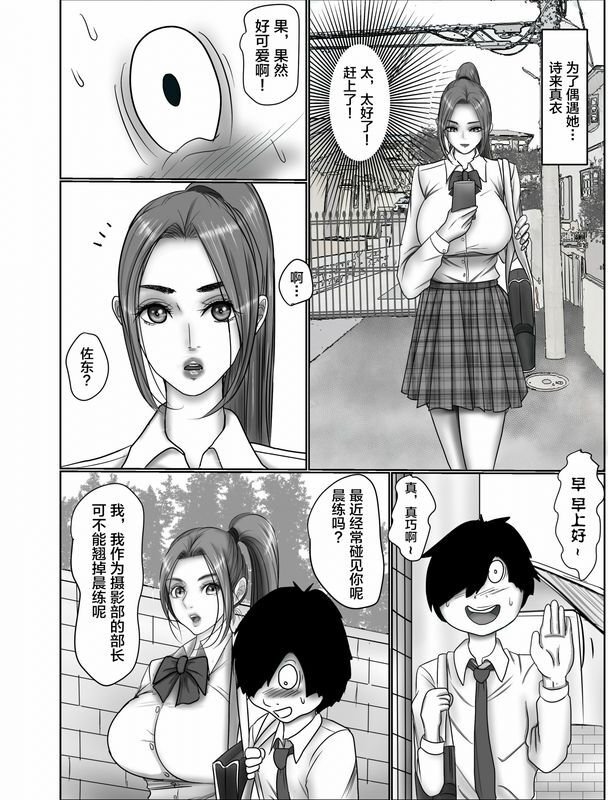 为了偶遇她…
诗来真衣
太，太好了！
赶上了！
果，果然
好可爱啊！
啊…
佐东？
早 早上好~
真，真巧啊~
最近经常碰见你呢
晨练吗？
我，我作为摄影部的部长
可不能翘掉晨练呢